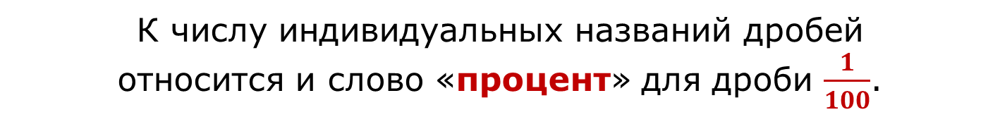 К числу индивидуальных названий дробей
относится и слово «процент» для дроби 1/100.